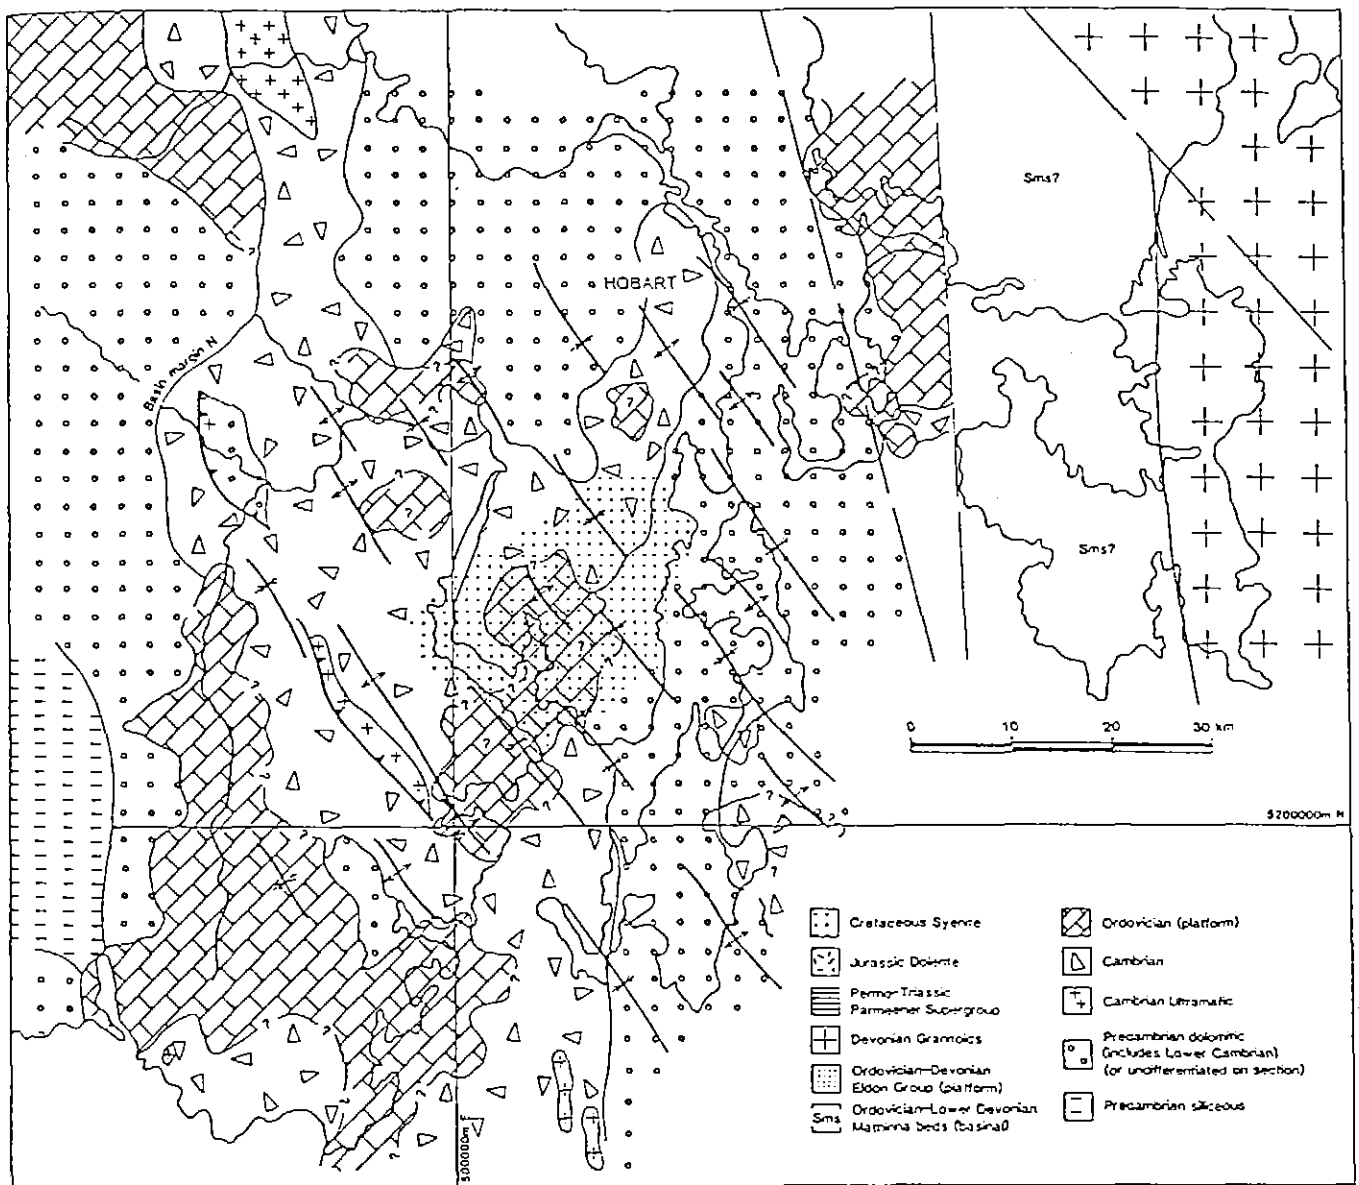 Sms?
HOBART
Bash margin N
?
?
Sms?
0 10 20 30 km
5200000m N
500000m E
Cretaceous Syenite
Jurassic Dolerite
Permo-Triassic
Parmeener Supergroup
Devonian Granitoids
Ordovician-Devonian
Eldon Group (platform)
Sms
Ordovician-Lower Devonian
Mathinna beds (basinal)
Ordovician (platform)
Cambrian
Cambrian Ultramafic
Precambrian dolomitic
(includes Lower Cambrian)
(or undifferentiated on section)
Precambrian siliceous